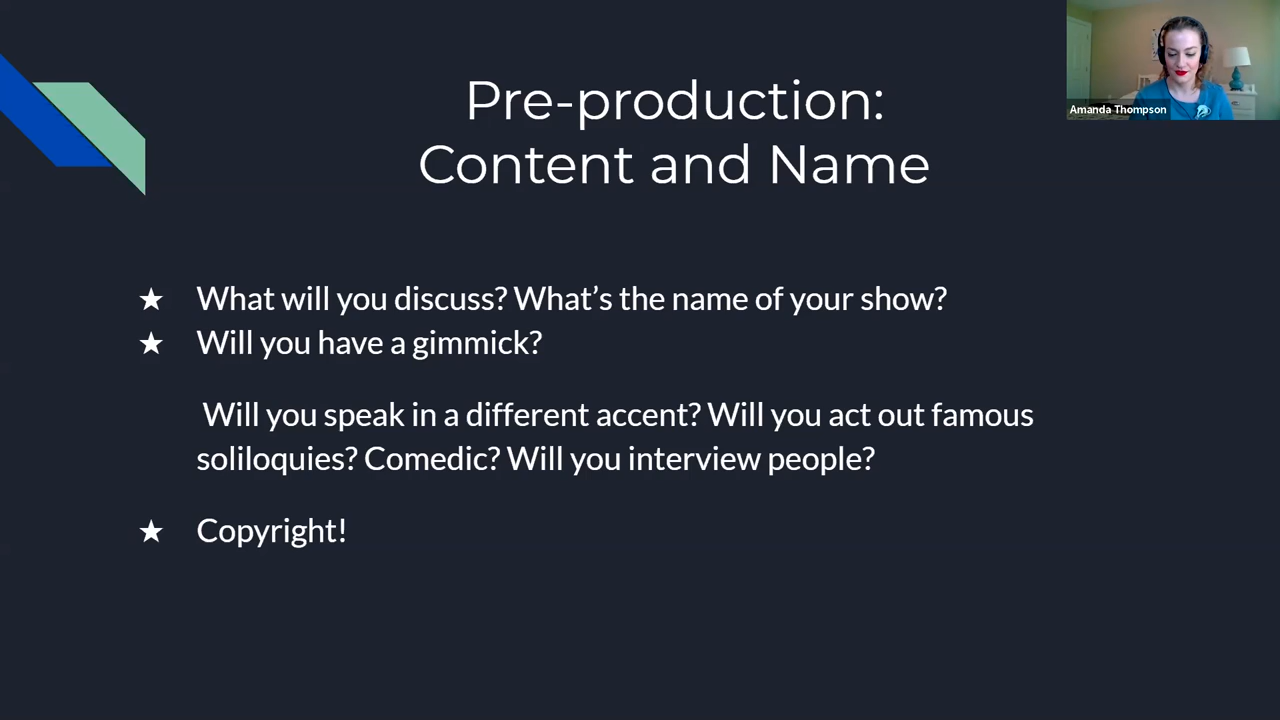 Amanda Thompson
Pre-production:
Content and Name
★ What will you discuss? What’s the name of your show?
★ Will you have a gimmick?
Will you speak in a different accent? Will you act out famous
soliloquies? Comedic? Will you interview people?
★ Copyright!